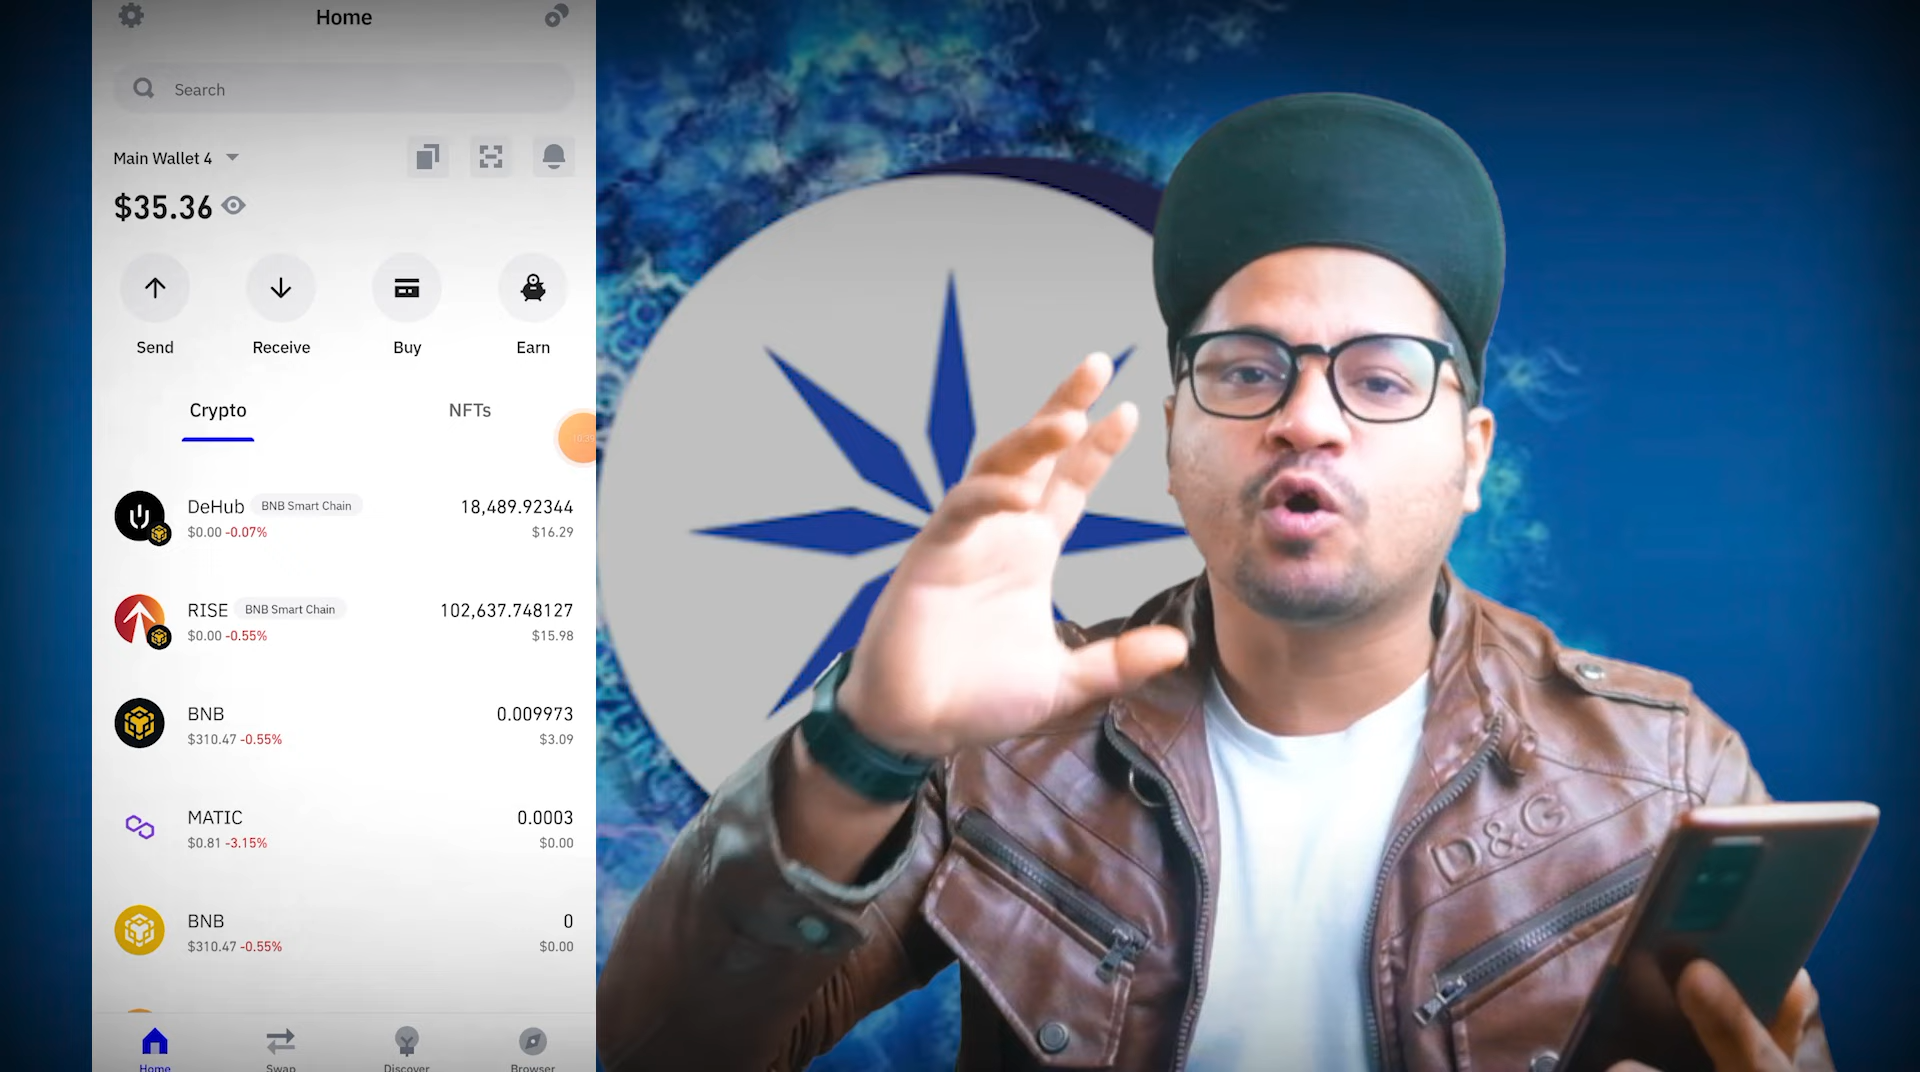 Home
Search
Main Wallet 4
$35.36
Send
Receive
Buy
Earn
Crypto
NFTs
DeHub BNB Smart Chain 18,489.92344
$0.00 -0.07% $16.29
RISE BNB Smart Chain 102,637.748127
$0.00 -0.55% $15.98
BNB 0.009973
$310.47 -0.55% $3.09
MATIC 0.0003
$0.81 -3.15% $0.00
BNB 0
$310.47 -0.55% $0.00
Home
Swap
Discover
Browser
D&G